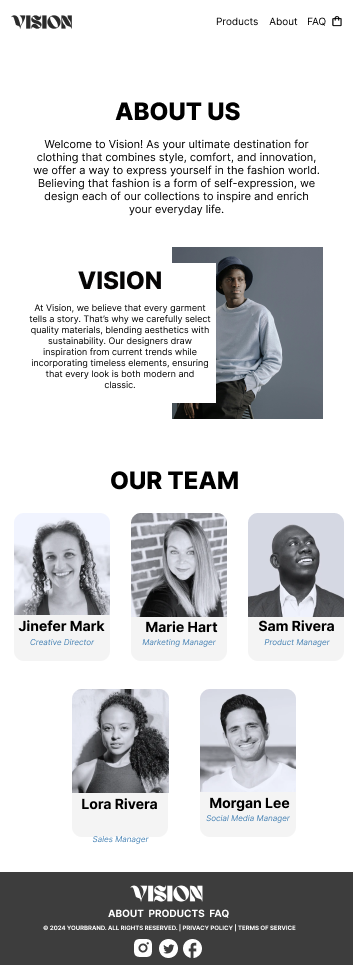 VISION
Products About FAQ
ABOUT US
Welcome to Vision! As your ultimate destination for
clothing that combines style, comfort, and innovation,
we offer a way to express yourself in the fashion world.
Believing that fashion is a form of self-expression, we
design each of our collections to inspire and enrich
your everyday life.
VISION
At Vision, we believe that every garment
tells a story. That's why we carefully select
quality materials, blending aesthetics with
sustainability. Our designers draw
inspiration from current trends while
incorporating timeless elements, ensuring
that every look is both modern and
classic.
OUR TEAM
Jinefer Mark
Creative Director
Marie Hart
Marketing Manager
Sam Rivera
Product Manager
Lora Rivera
Sales Manager
Morgan Lee
Social Media Manager
VISION
ABOUT PRODUCTS FAQ
© 2024 YOURBRAND. ALL RIGHTS RESERVED. | PRIVACY POLICY | TERMS OF SERVICE